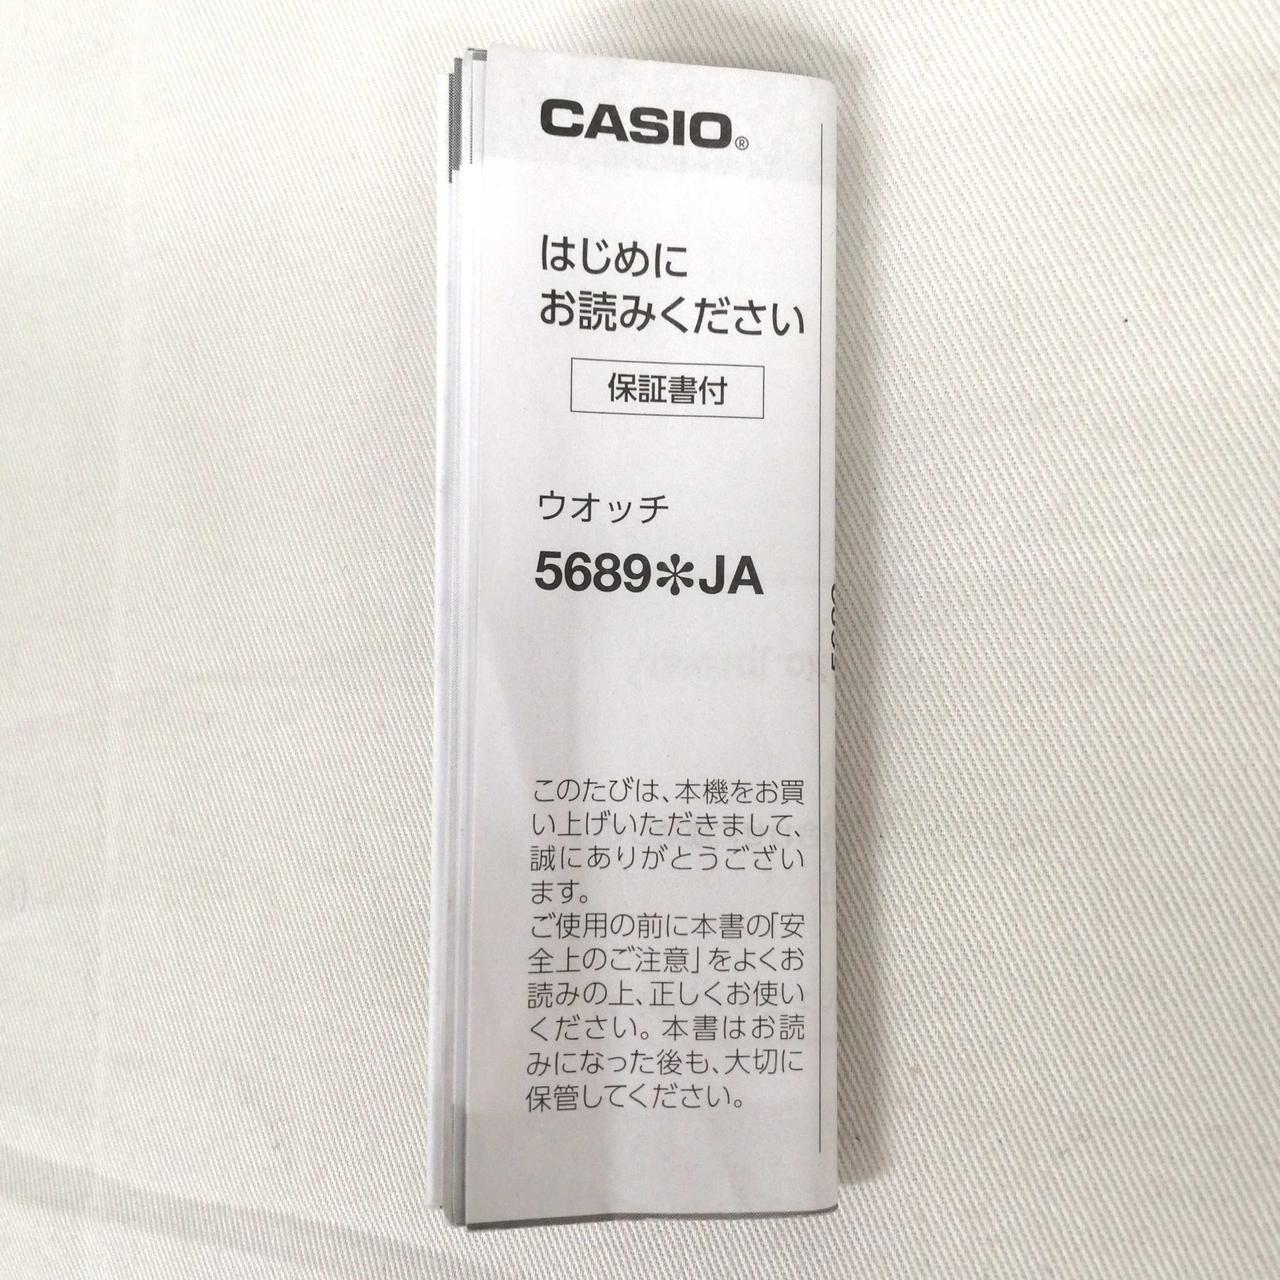 CASIO®
はじめに
お読みください
保証書付
ウオッチ
5689✻JA
このたびは、本機をお買
い上げいただきまして、
誠にありがとうござい
ます。
ご使用の前に本書の「安
全上のご注意」をよくお
読みの上、正しくお使い
ください。本書はお読
みになった後も、大切に
保管してください。